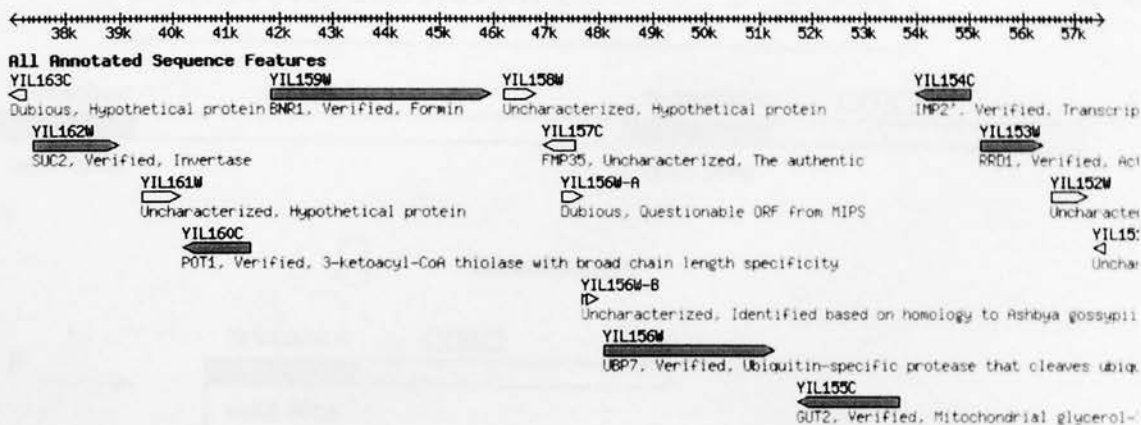 38k 39k 40k 41k 42k 43k 44k 45k 46k 47k 48k 49k 50k 51k 52k 53k 54k 55k 56k 57k
All Annotated Sequence Features
YIL163C YIL159W YIL158W YIL154C
Dubious, Hypothetical protein BNR1, Verified, Formin Uncharacterized, Hypothetical protein IMP2', Verified, Transcrip
YIL162W YIL157C YIL153W
SUC2, Verified, Invertase FMP35, Uncharacterized, The authentic RRD1, Verified, Act
YIL161W YIL156W-A YIL152W
Uncharacterized, Hypothetical protein Dubious, Questionable ORF from MIPS Uncharacte
YIL160C YIL15
POT1, Verified, 3-ketoacyl-CoA thiolase with broad chain length specificity Unchar
YIL156W-B
Uncharacterized, Identified based on homology to Ashbya gossypii
YIL156W
UBP7, Verified, Ubiquitin-specific protease that cleaves ubiqu
YIL155C
GUT2, Verified, Mitochondrial glycerol-